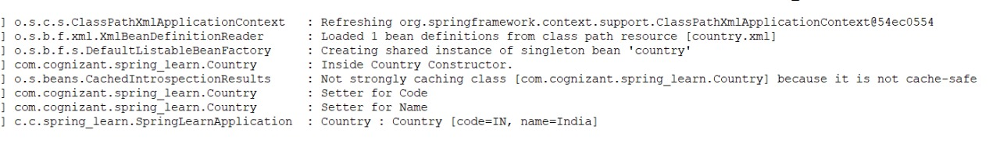 ] o.s.c.s.ClassPathXmlApplicationContext : Refreshing org.springframework.context.support.ClassPathXmlApplicationContext@54ec0554
] o.s.b.f.xml.XmlBeanDefinitionReader : Loaded 1 bean definitions from class path resource [country.xml]
] o.s.b.f.s.DefaultListableBeanFactory : Creating shared instance of singleton bean 'country'
] com.cognizant.spring_learn.Country : Inside Country Constructor.
] o.s.beans.CachedIntrospectionResults : Not strongly caching class [com.cognizant.spring_learn.Country] because it is not cache-safe
] com.cognizant.spring_learn.Country : Setter for Code
] com.cognizant.spring_learn.Country : Setter for Name
] c.c.spring_learn.SpringLearnApplication : Country : Country [code=IN, name=India]